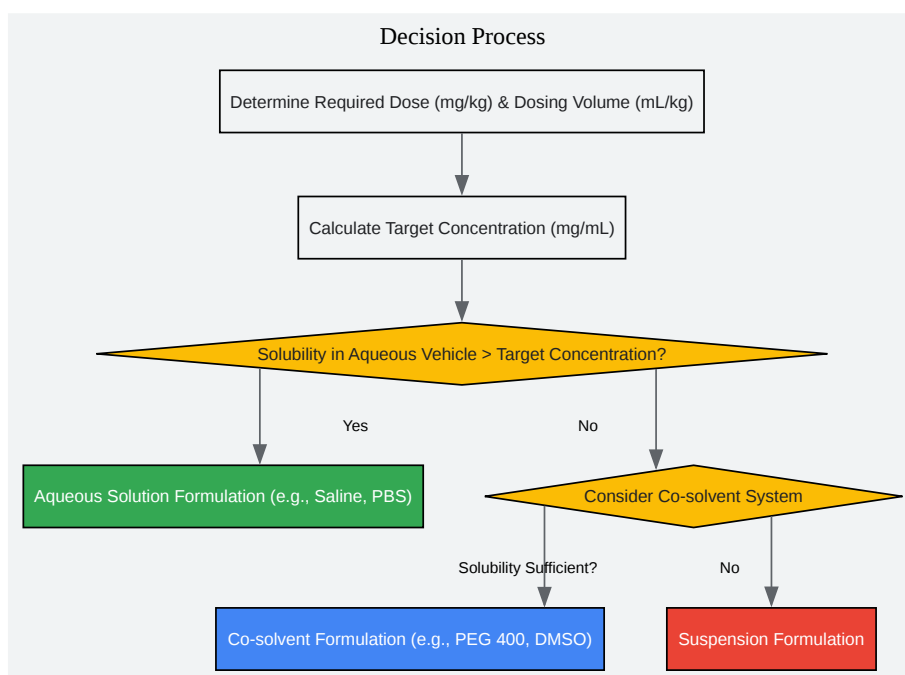 Decision Process
Determine Required Dose (mg/kg) & Dosing Volume (mL/kg)
Calculate Target Concentration (mg/mL)
Solubility in Aqueous Vehicle > Target Concentration?
Yes
No
Aqueous Solution Formulation (e.g., Saline, PBS)
Consider Co-solvent System
Solubility Sufficient?
No
Co-solvent Formulation (e.g., PEG 400, DMSO)
Suspension Formulation